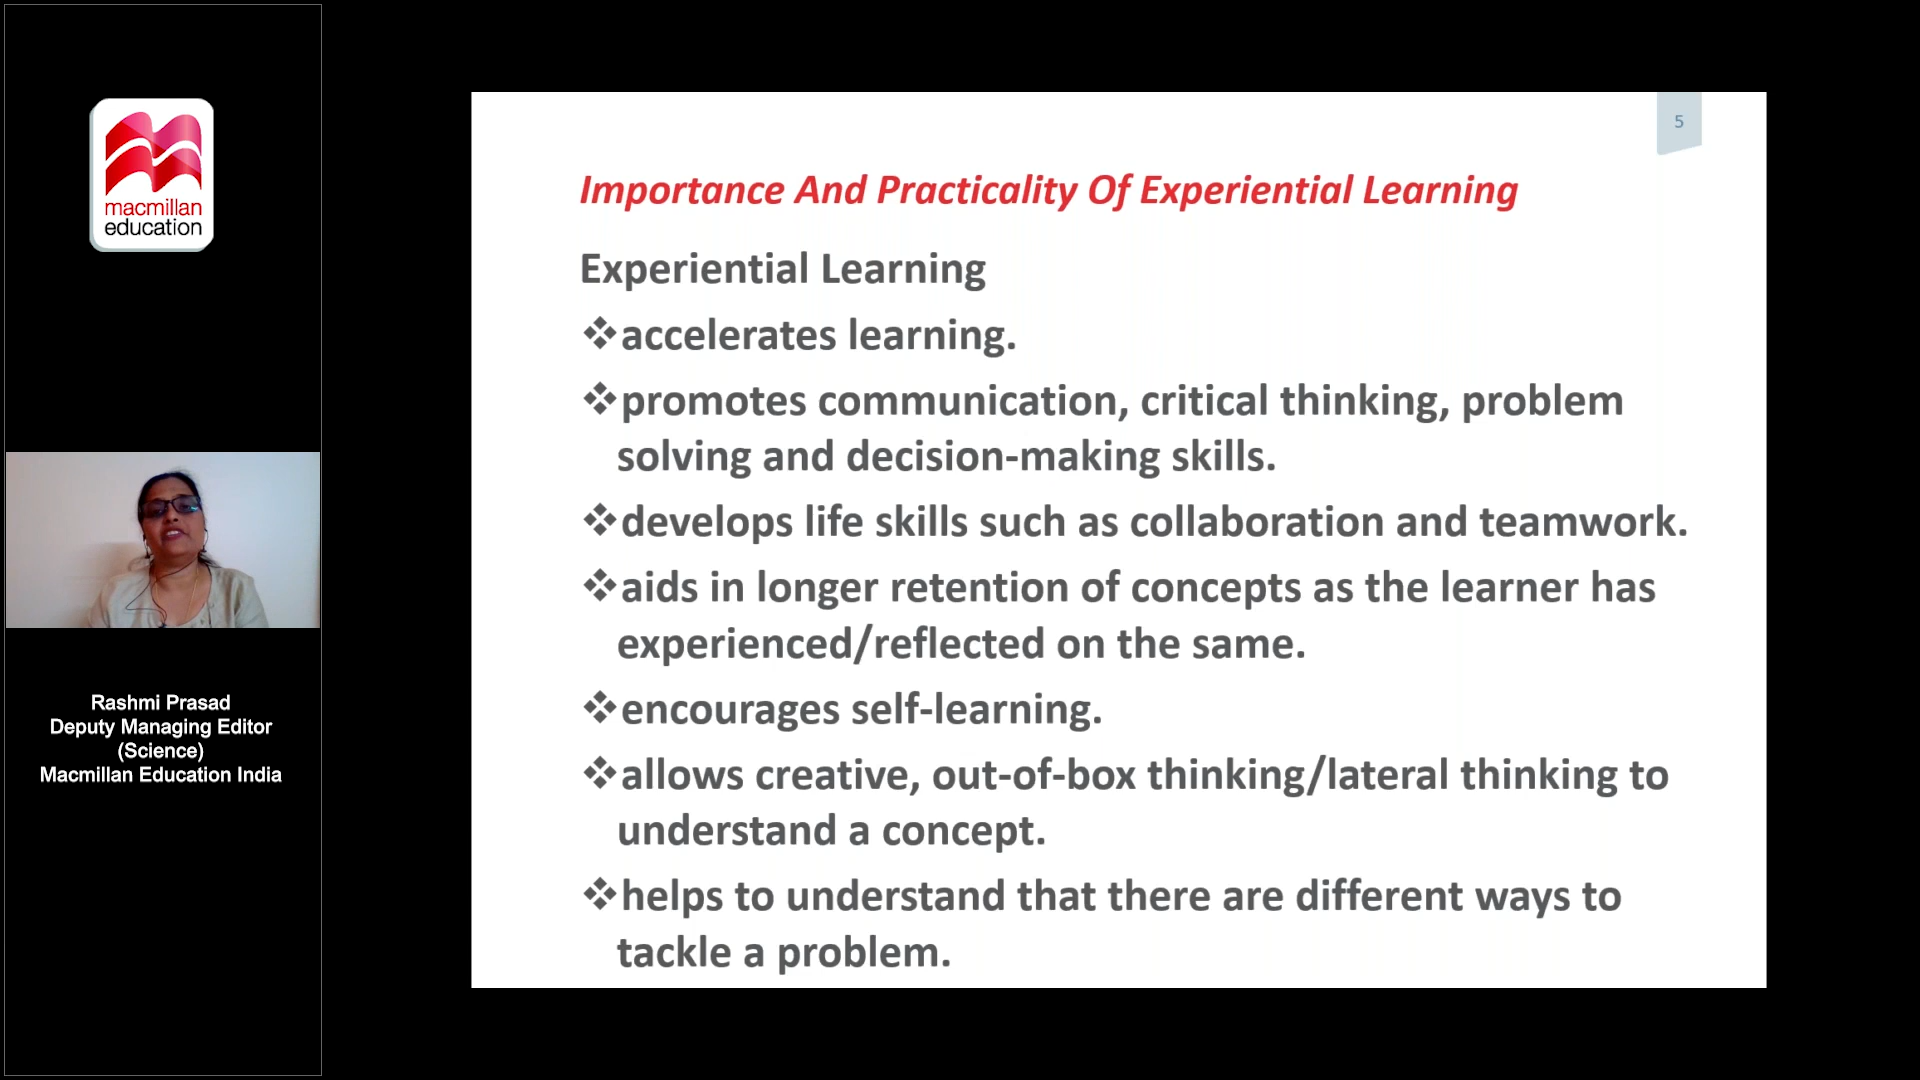 macmillan
education
Rashmi Prasad
Deputy Managing Editor
(Science)
Macmillan Education India
5
Importance And Practicality Of Experiential Learning
Experiential Learning
❖accelerates learning.
❖promotes communication, critical thinking, problem
solving and decision-making skills.
❖develops life skills such as collaboration and teamwork.
❖aids in longer retention of concepts as the learner has
experienced/reflected on the same.
❖encourages self-learning.
❖allows creative, out-of-box thinking/lateral thinking to
understand a concept.
❖helps to understand that there are different ways to
tackle a problem.